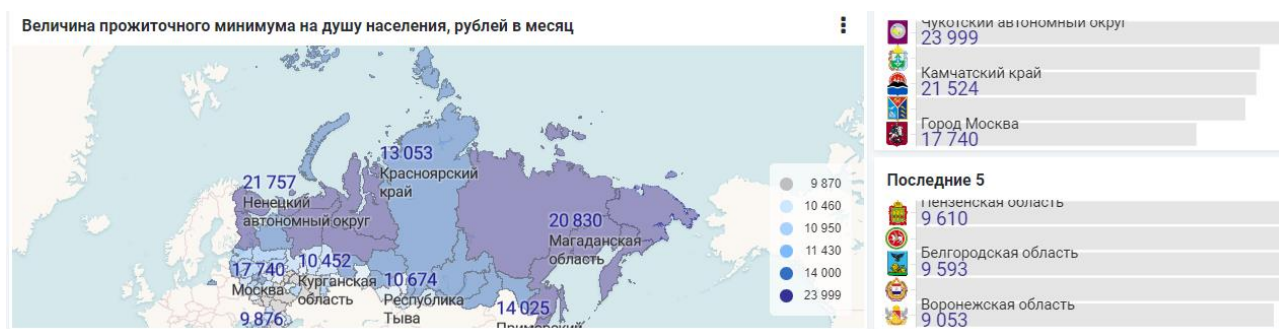 Величина прожиточного минимума на душу населения, рублей в месяц
13 053
Красноярский
край
21 757
Ненецкий
автономный округ
20 830
Магаданская
область
17 740
Москва
10 452
Курганская
область
10 674
Республика
Тыва
14 025
Приморский
9 876
9 870
10 460
10 950
11 430
14 000
23 999
Чукотский автономный округ
23 999
Камчатский край
21 524
Город Москва
17 740
Последние 5
Пензенская область
9 610
Белгородская область
9 593
Воронежская область
9 053